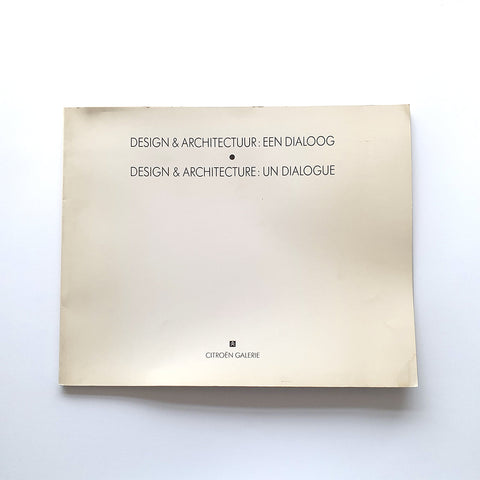 DESIGN & ARCHITECTUUR: EEN DIALOOG
DESIGN & ARCHITECTURE: UN DIALOGUE
CITROËN GALERIE